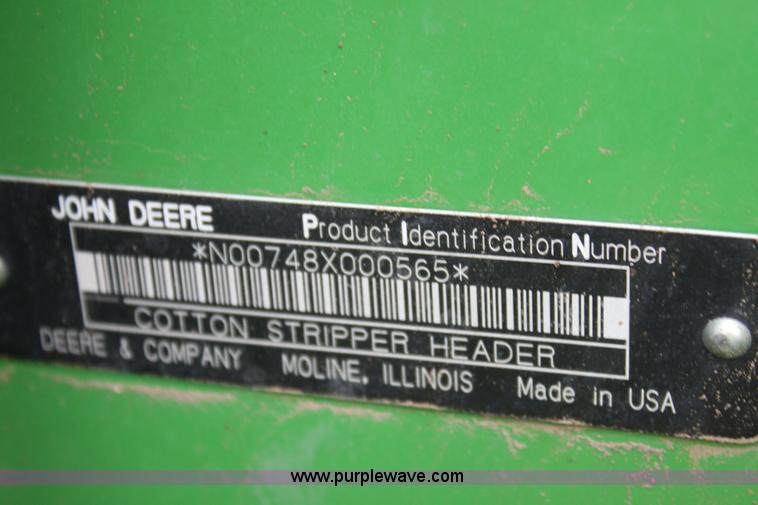 JOHN DEERE Product Identification Number
*N00748X000565*
COTTON STRIPPER HEADER
DEERE & COMPANY MOLINE, ILLINOIS Made in USA
www.purplewave.com